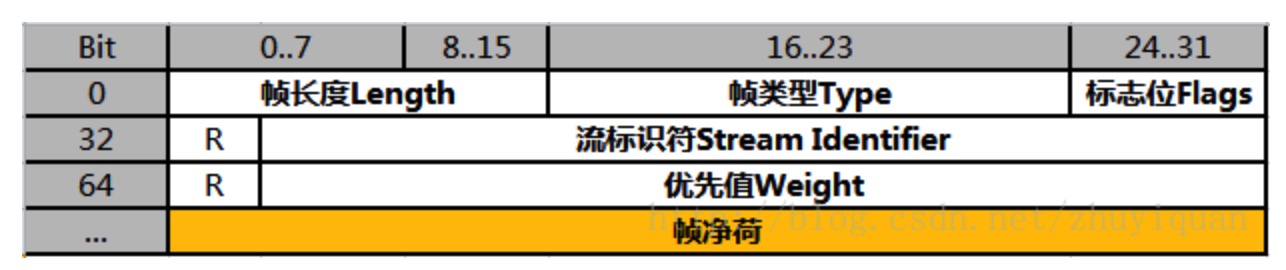 Bit 0..7 8..15 16..23 24..31
0 帧长度Length 帧类型Type 标志位Flags
32 R 流标识符Stream Identifier
64 R 优先值Weight
... 帧净荷
http://blog.csdn.net/zhuyiquan